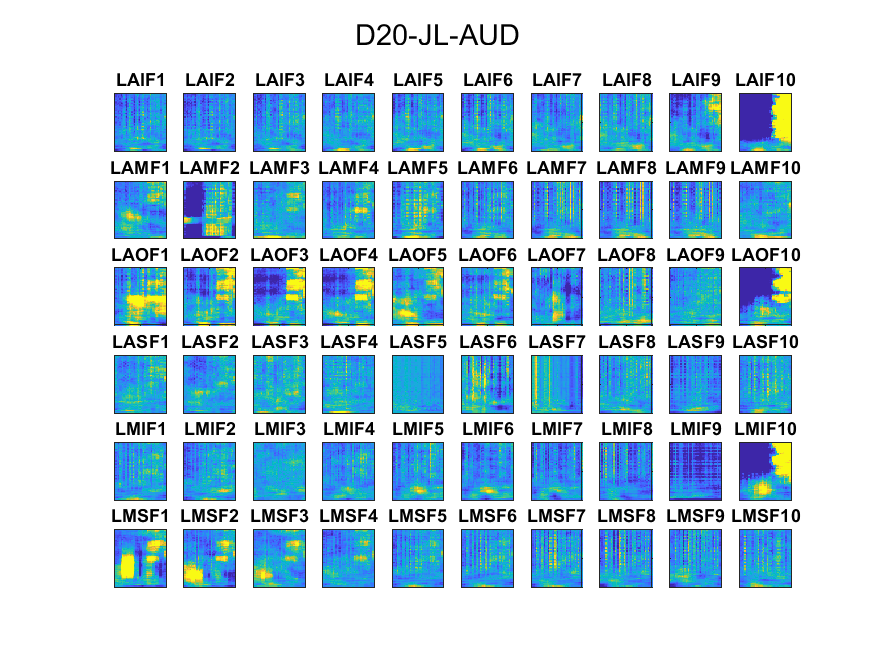 D20-JL-AUD
LAIF1 LAIF2 LAIF3 LAIF4 LAIF5 LAIF6 LAIF7 LAIF8 LAIF9 LAIF10
LAMF1 LAMF2 LAMF3 LAMF4 LAMF5 LAMF6 LAMF7 LAMF8 LAMF9 LAMF10
LAOF1 LAOF2 LAOF3 LAOF4 LAOF5 LAOF6 LAOF7 LAOF8 LAOF9 LAOF10
LASF1 LASF2 LASF3 LASF4 LASF5 LASF6 LASF7 LASF8 LASF9 LASF10
LMIF1 LMIF2 LMIF3 LMIF4 LMIF5 LMIF6 LMIF7 LMIF8 LMIF9 LMIF10
LMSF1 LMSF2 LMSF3 LMSF4 LMSF5 LMSF6 LMSF7 LMSF8 LMSF9 LMSF10